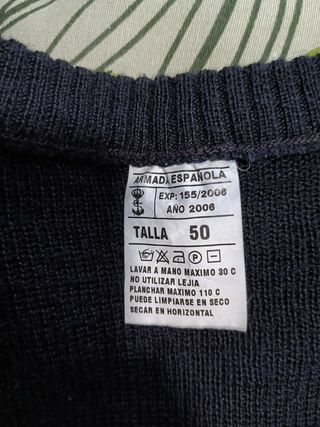 ARMADA ESPAÑOLA
EXP: 155/2006
AÑO 2006
TALLA 50
LAVAR A MANO MAXIMO 30 C
NO UTILIZAR LEJIA
PLANCHAR MAXIMO 110 C
PUEDE LIMPIARSE EN SECO
SECAR EN HORIZONTAL